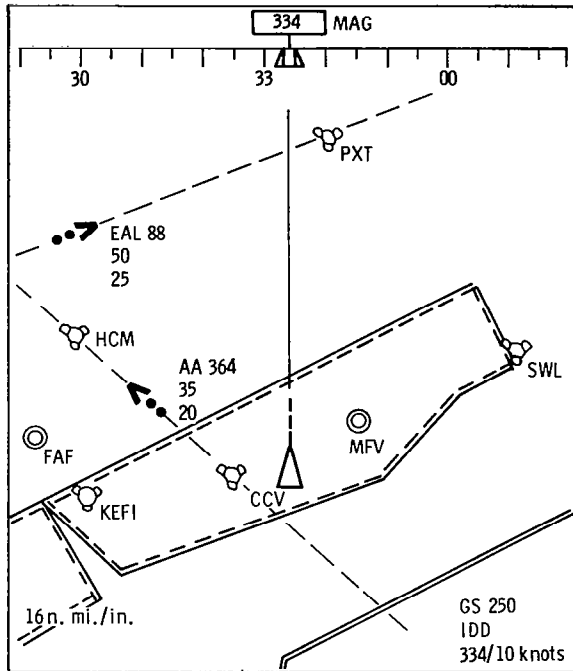 334 MAG
30 33 00
PXT
EAL 88
50
25
HCM
AA 364
35
20
SWL
MFV
FAF
CCV
KEFI
16 n. mi./in.
GS 250
IDD
334/10 knots